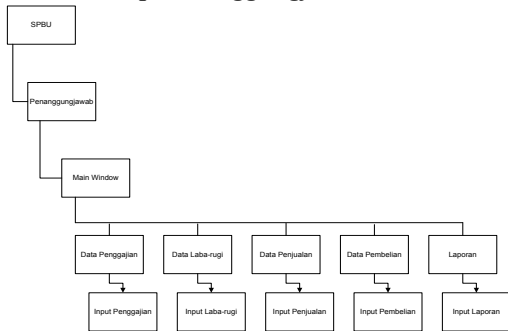 SPBU
Penanggungjawab
Main Window
Data Penggajian
Data Laba-rugi
Data Penjualan
Data Pembelian
Laporan
Input Penggajian
Input Laba-rugi
Input Penjualan
Input Pembelian
Input Laporan